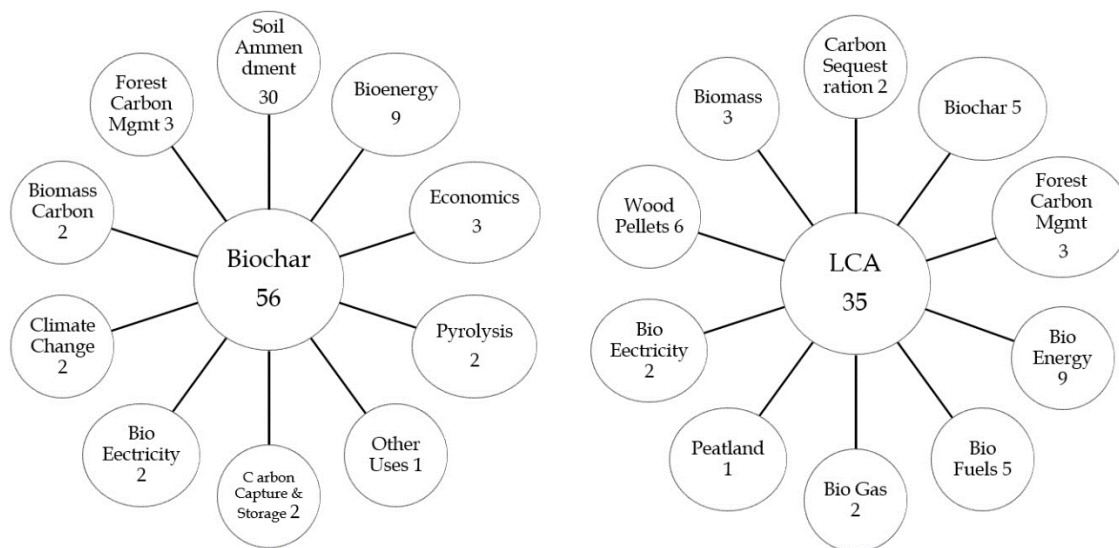 Soil
Ammen
dment
30
Bioenergy
9
Economics
3
Pyrolysis
2
Other
Uses 1
C arbon
Capture &
Storage 2
Bio
Eectricity
2
Climate
Change
2
Biomass
Carbon
2
Forest
Carbon
Mgmt 3
Biochar
56
Carbon
Sequest
ration 2
Biochar 5
Forest
Carbon
Mgmt
3
Bio
Energy
9
Bio
Fuels 5
Bio Gas
2
Peatland
1
Bio
Eectricity
2
Wood
Pellets 6
Biomass
3
LCA
35